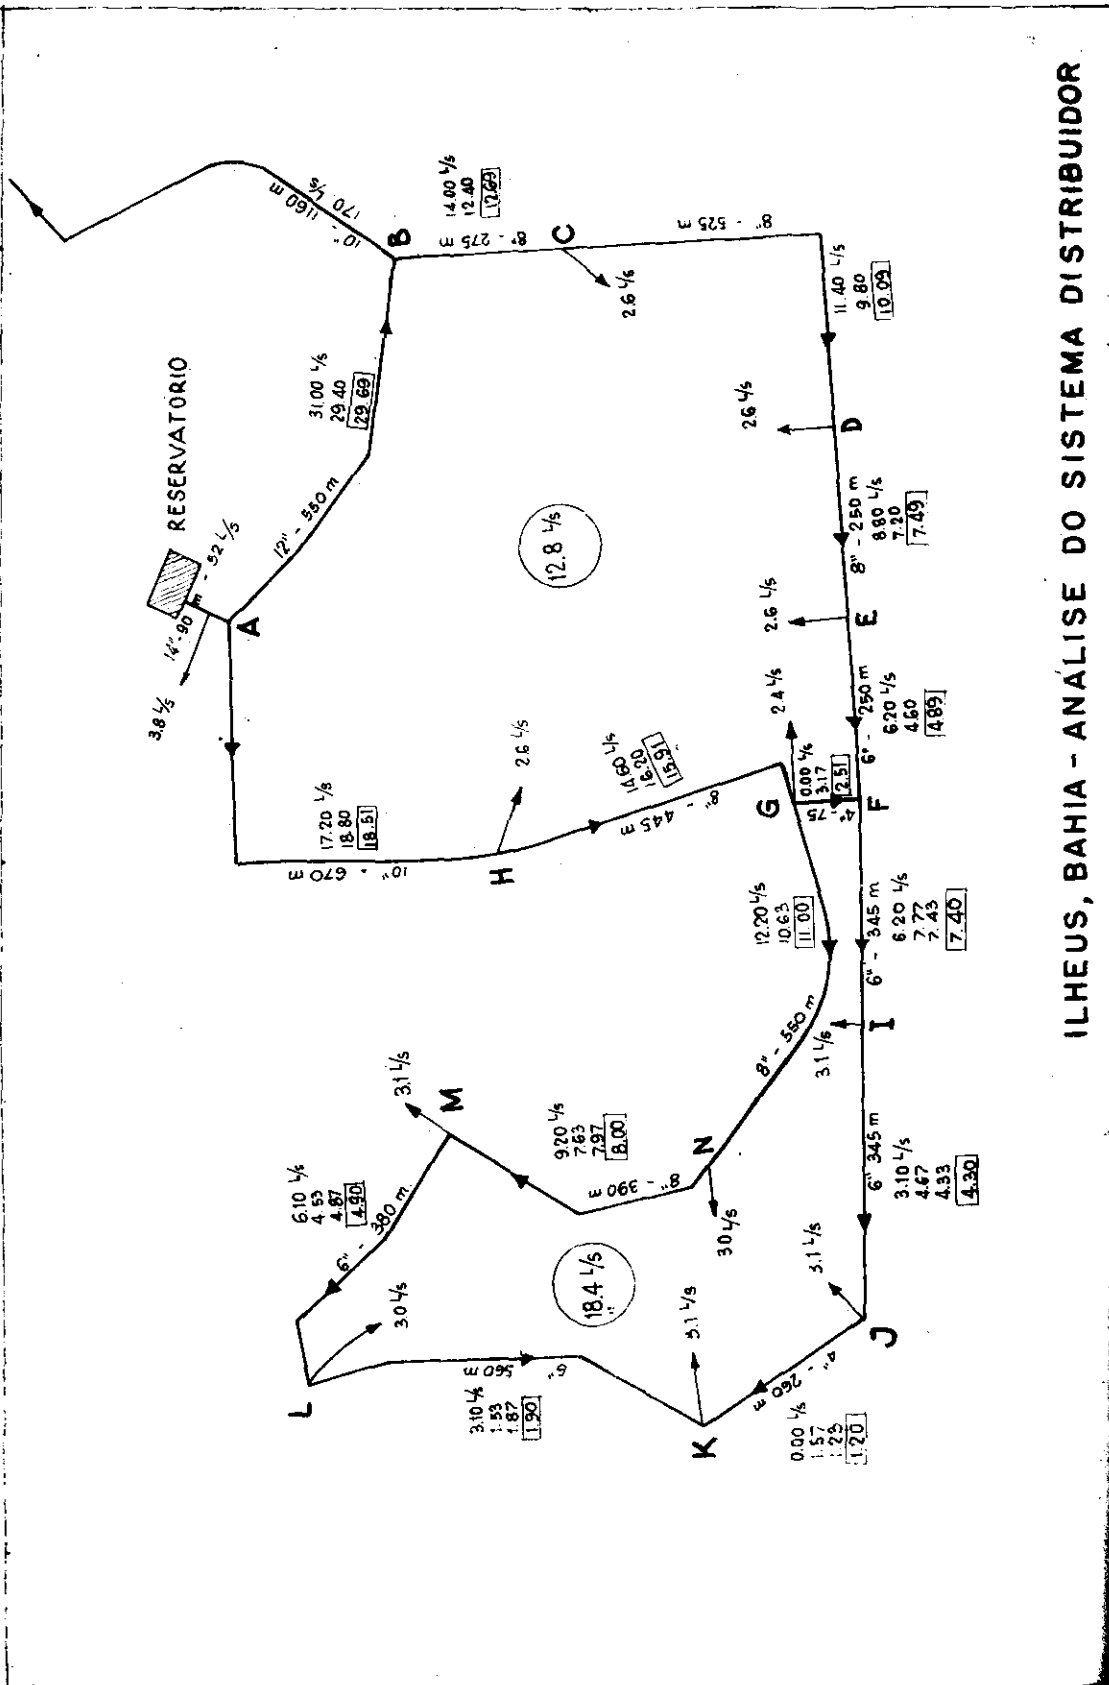 RESERVATORIO
14"-90 m - 52 L/s
3.8 L/s
A
12" - 550 m
31.00 L/s
29.40
29.69
10" - 1160 m
170 L/s
B
14.00 L/s
12.40
12.69
8" - 275 m
C
2.6 L/s
8" - 525 m
11.40 L/s
9.80
10.09
2.6 L/s
D
8" - 250 m
8.80 L/s
7.20
7.49
2.6 L/s
E
6" - 250 m
6.20 L/s
4.60
4.89
12.8 L/s
17.20 L/s
18.80
18.51
10" - 670 m
H
2.6 L/s
14.60 L/s
16.20
15.91
8" - 445 m
2.4 L/s
G
0.00 L/s
3.17
2.51
4"-75
F
12.20 L/s
10.63
11.00
8" - 550 m
6" - 345 m
6.20 L/s
7.77
7.43
7.40
3.1 L/s
I
6" 345 m
3.10 L/s
4.67
4.33
4.30
N
3.0 L/s
9.20 L/s
7.63
7.97
8.00
8" - 390 m
3.1 L/s
M
6.10 L/s
4.53
4.87
4.90
6" - 380 m
18.4 L/s
3.0 L/s
L
3.10 L/s
1.53
1.87
1.90
6" 560 m
3.1 L/s
K
3.1 L/s
J
4" - 260 m
0.00 L/s
1.57
1.23
1.20
ILHEUS, BAHIA - ANÁLISE DO SISTEMA DISTRIBUIDOR